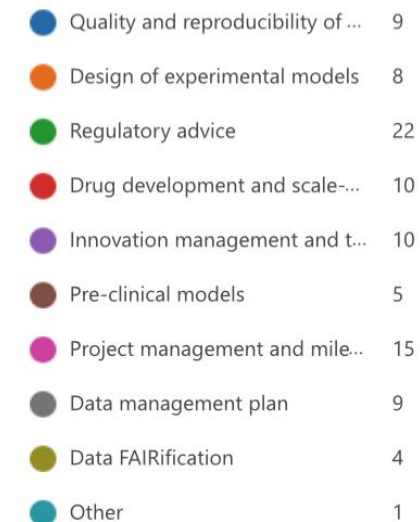 Quality and reproducibility of ... 9
Design of experimental models 8
Regulatory advice 22
Drug development and scale-... 10
Innovation management and t... 10
Pre-clinical models 5
Project management and mile... 15
Data management plan 9
Data FAIRification 4
Other 1